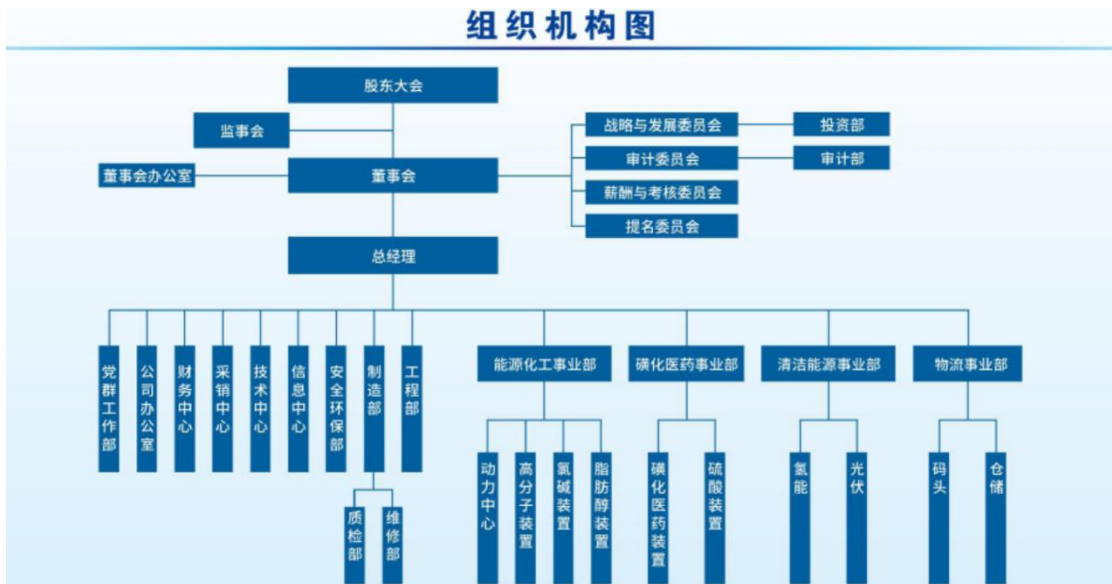 组织机构图
股东大会
监事会
战略与发展委员会
投资部
审计委员会
审计部
董事会办公室
董事会
薪酬与考核委员会
提名委员会
总经理
党群工作部
公司办公室
财务中心
采销中心
技术中心
信息中心
安全环保部
制造部
工程部
能源化工事业部
磺化医药事业部
清洁能源事业部
物流事业部
质检部
维修部
动力中心
高分子装置
氯碱装置
脂肪醇装置
磺化医药装置
硫酸装置
氢能
光伏
码头
仓储